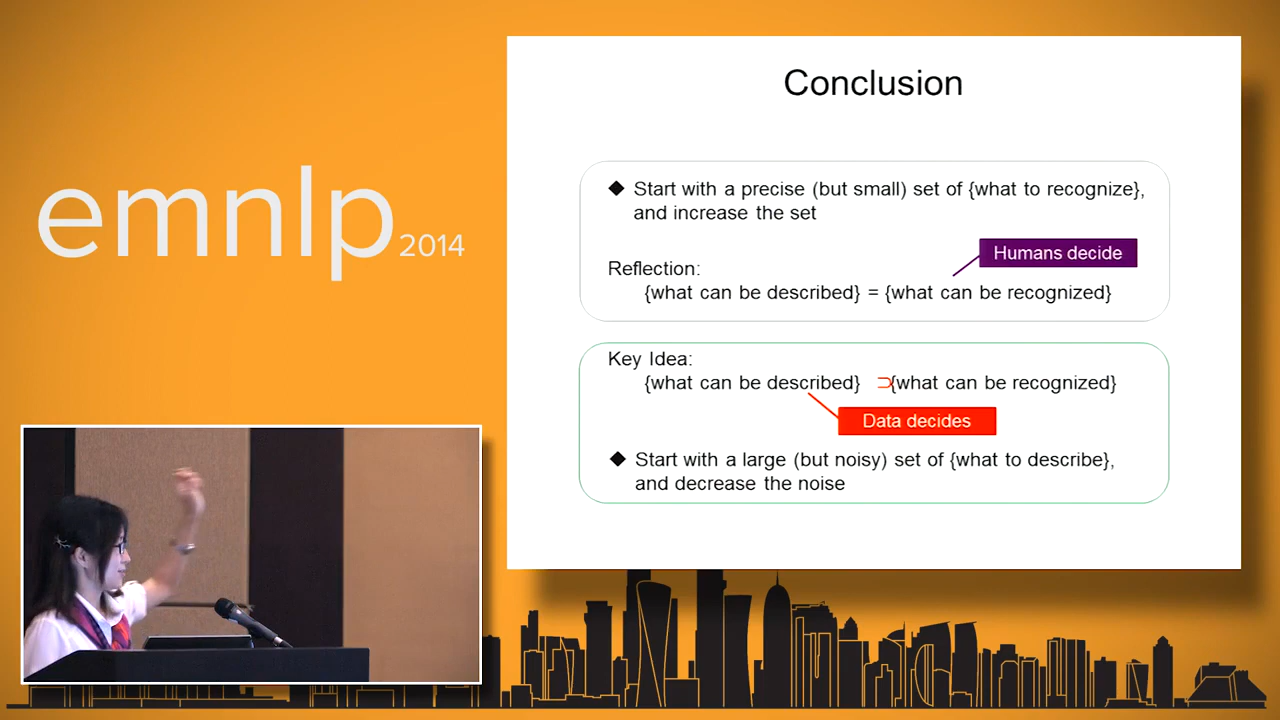 emnlp 2014
Conclusion
◆ Start with a precise (but small) set of {what to recognize},
and increase the set
Humans decide
Reflection:
{what can be described} = {what can be recognized}
Key Idea:
{what can be described} ⊃{what can be recognized}
Data decides
◆ Start with a large (but noisy) set of {what to describe},
and decrease the noise